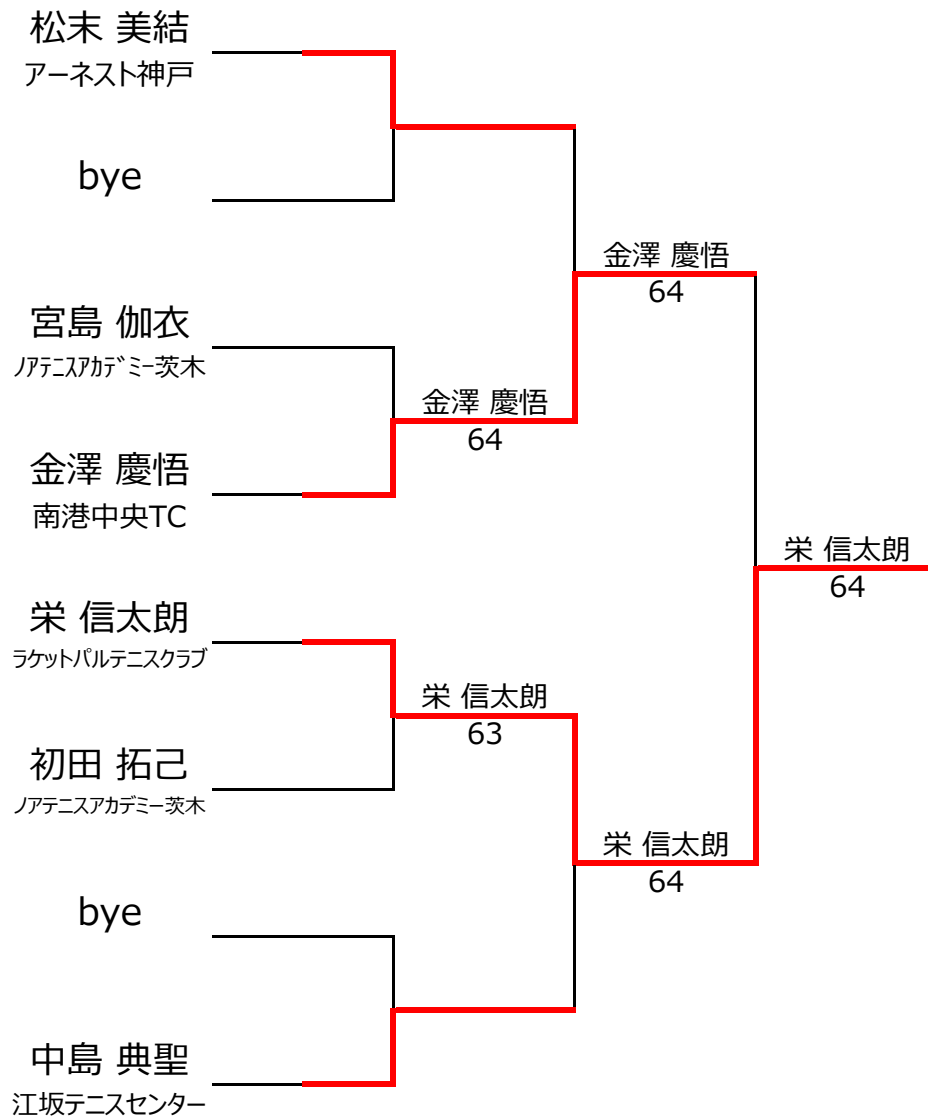 松末 美結
アーネスト神戸
bye
金澤 慶悟
64
宮島 伽衣
ﾉｱﾃﾆｽｱｶﾃﾞﾐｰ茨木
金澤 慶悟
64
金澤 慶悟
南港中央TC
栄 信太朗
64
栄 信太朗
ラケットパルテニスクラブ
栄 信太朗
63
初田 拓己
ノアテニスアカデミー茨木
栄 信太朗
64
bye
中島 典聖
江坂テニスセンター